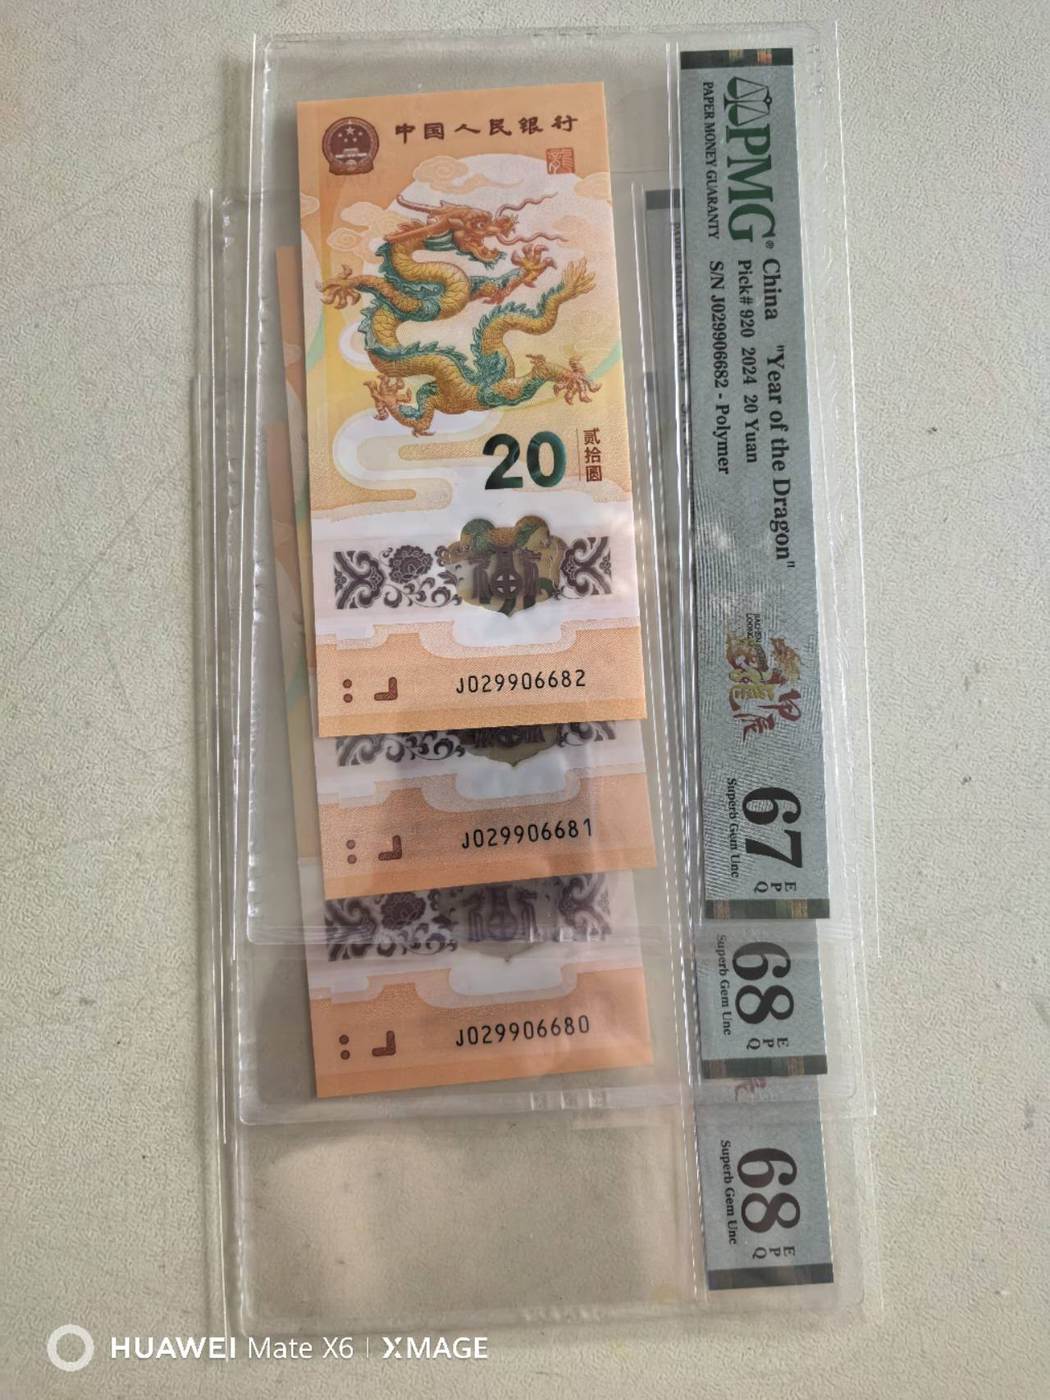 中国人民银行
20
贰拾圆
J029906682
J029906681
J029906680
PMG®
PAPER MONEY GUARANTY
China "Year of the Dragon"
Pick# 920 2024 20 Yuan
S/N J029906682 - Polymer
甲辰
67 EPQ
Superb Gem Unc
68 EPQ
Superb Gem Unc
68 EPQ
Superb Gem Unc
HUAWEI Mate X6 | XMAGE